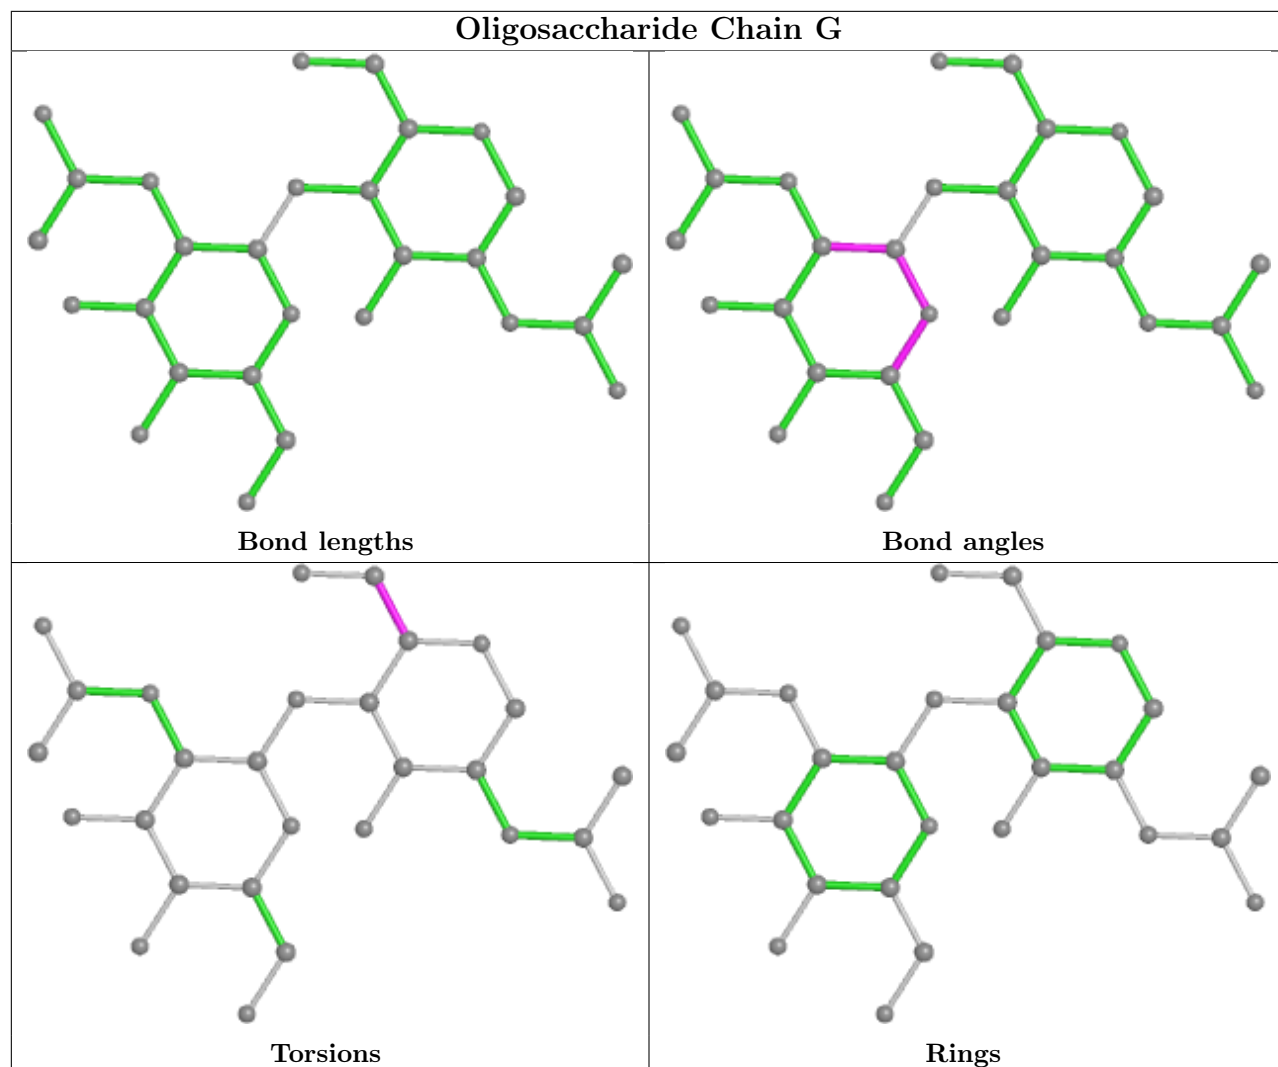 Oligosaccharide Chain G
Bond lengths
Bond angles
Torsions
Rings